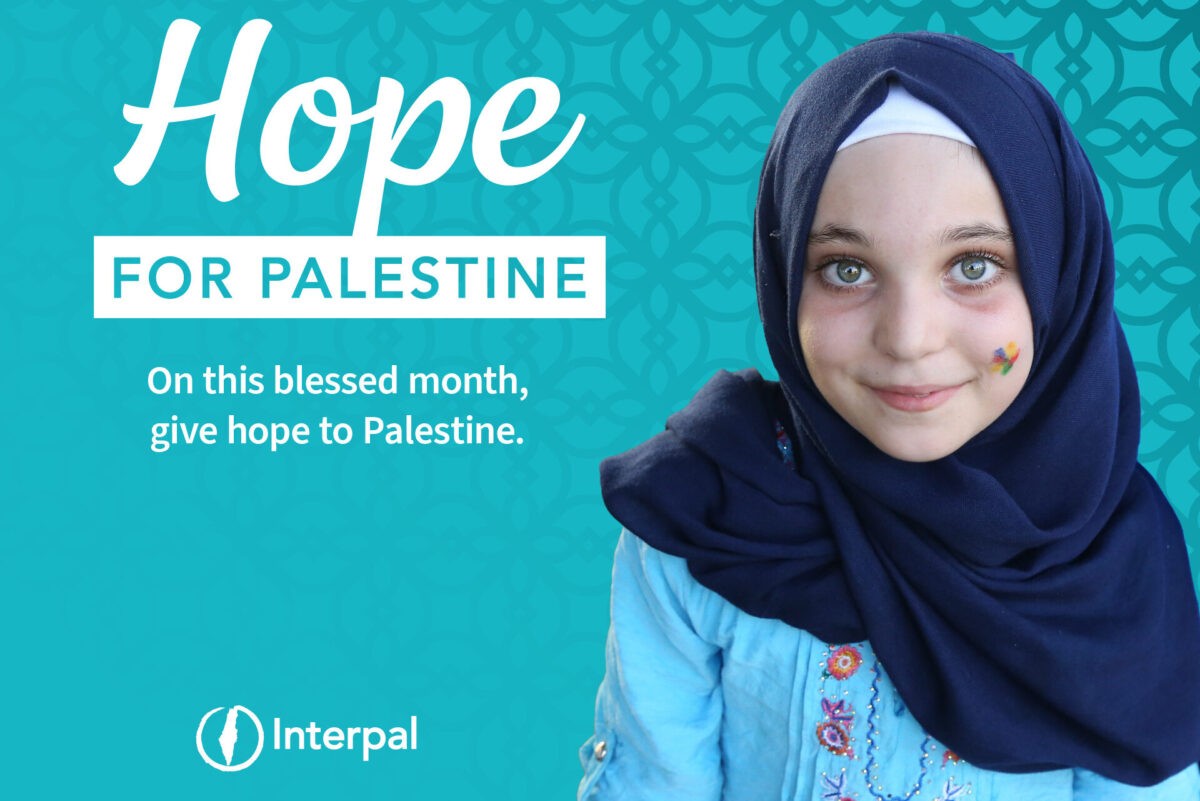 Hope
FOR PALESTINE
On this blessed month,
give hope to Palestine.
Interpal